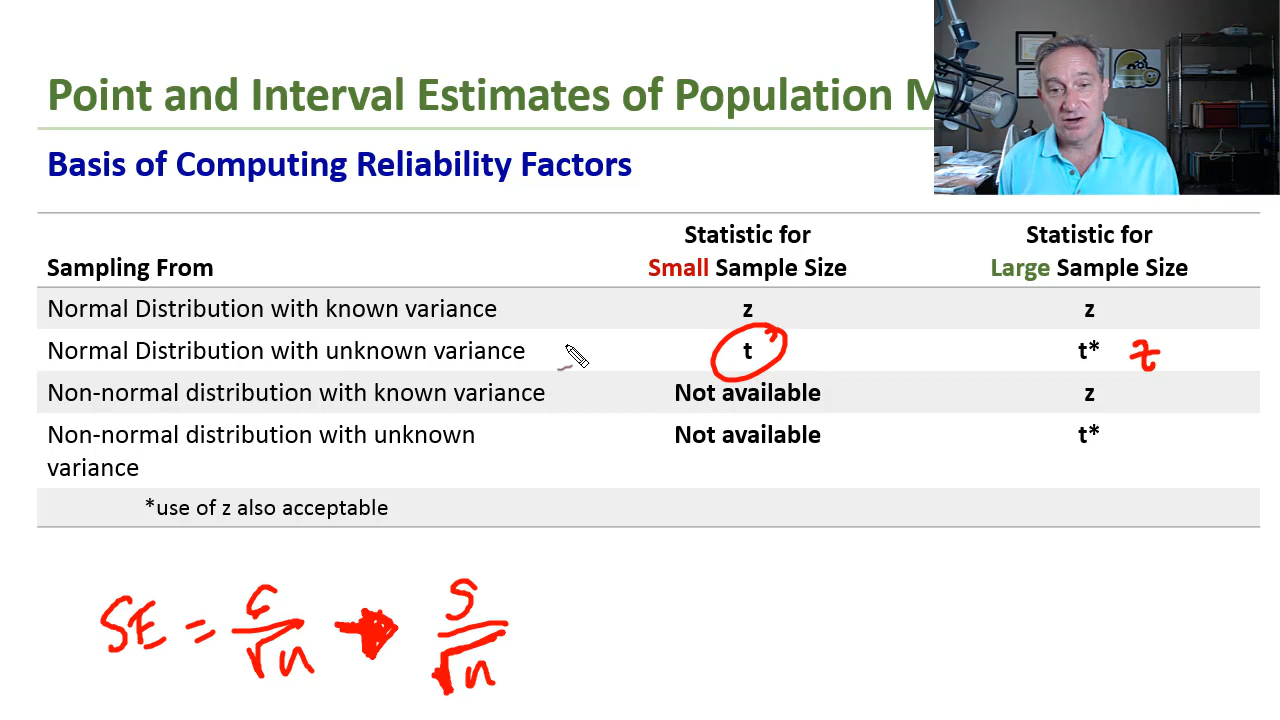 Point and Interval Estimates of Population M
Basis of Computing Reliability Factors
Sampling From Statistic for Small Sample Size Statistic for Large Sample Size
Normal Distribution with known variance z z
Normal Distribution with unknown variance t t* z
Non-normal distribution with known variance Not available z
Non-normal distribution with unknown variance Not available t*
*use of z also acceptable
SE = σ/√n → S/√n